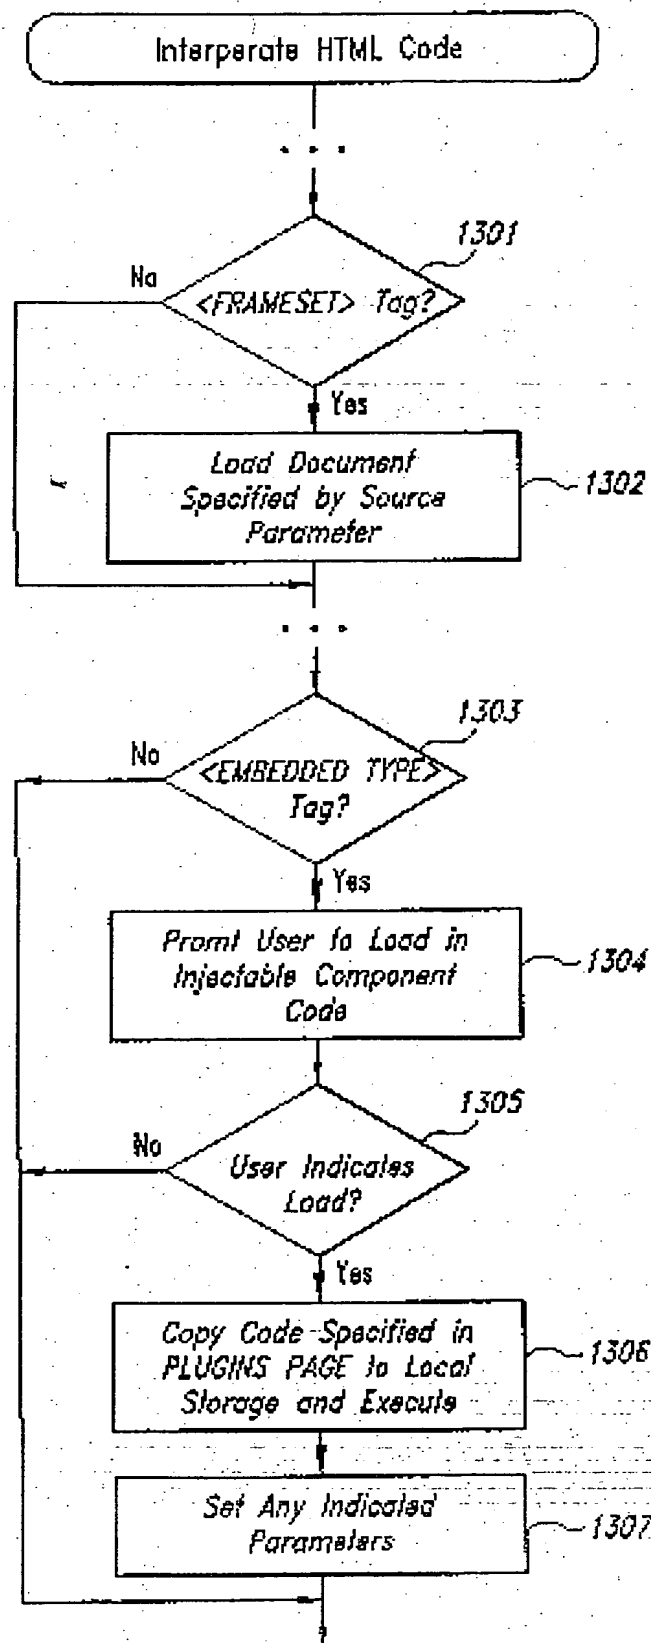 Interperate HTML Code
. . .
1301
No
<FRAMESET> Tag?
Yes
Load Document
Specified by Source
Parameter
1302
. . .
1303
No
<EMBEDDED TYPE>
Tag?
Yes
Promt User to Load in
Injectable Component
Code
1304
1305
No
User Indicates
Load?
Yes
Copy Code Specified in
PLUGINS PAGE to Local
Storage and Execute
1306
Set Any Indicated
Parameters
1307